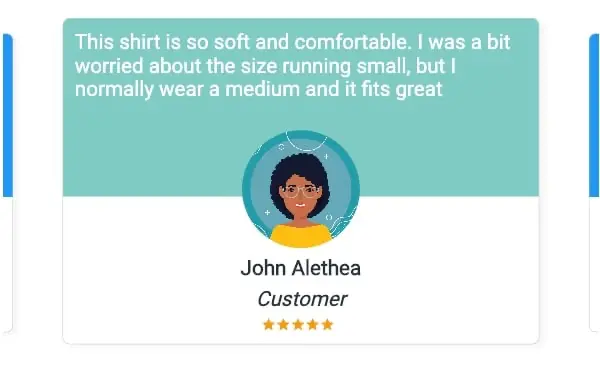 This shirt is so soft and comfortable. I was a bit
worried about the size running small, but I
normally wear a medium and it fits great
John Alethea
Customer